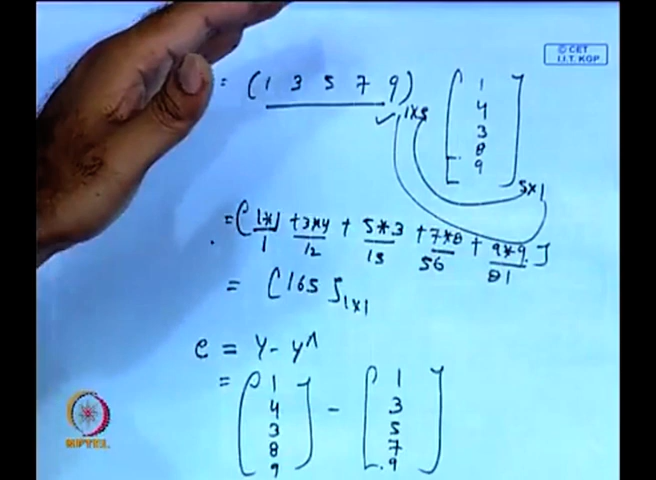 © CET
I.I.T. KGP
= (1 3 5 7 9)1×5 [1
4
3
8
9]5×1
= [1*1 + 3*4 + 5*3 + 7*8 + 9*9]
1 12 15 56 81
= [165]1×1
e = Y - Y^
= [1
4
3
8
9] - [1
3
5
7
9]
NPTEL